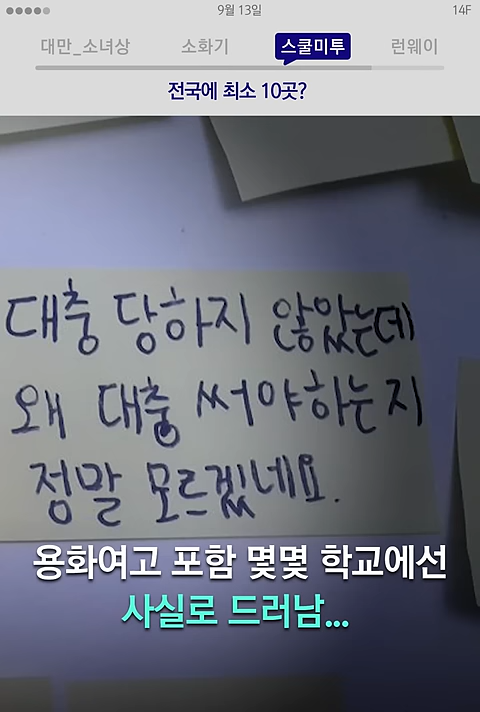 9월 13일
14F
대만_소녀상
소화기
스쿨미투
런웨이
전국에 최소 10곳?
대충 당하지 않았는데
왜 대충 써야하는지
정말 모르겠네요.
용화여고 포함 몇몇 학교에선
사실로 드러남...